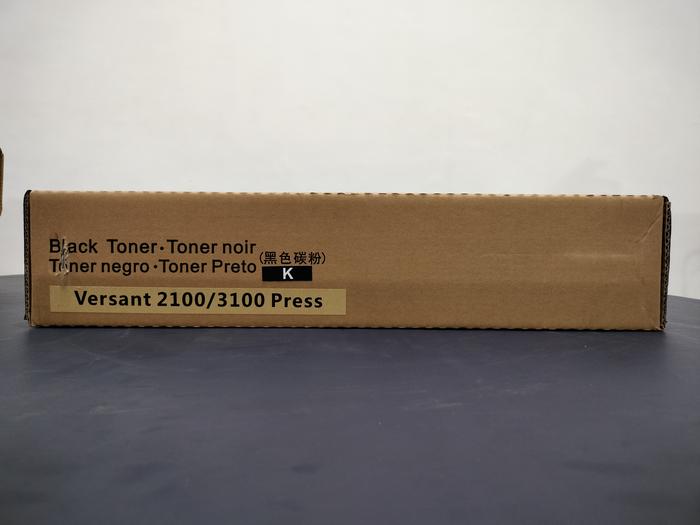 Black Toner·Toner noir
Toner negro·Toner Preto
(黑色碳粉)
K
Versant 2100/3100 Press